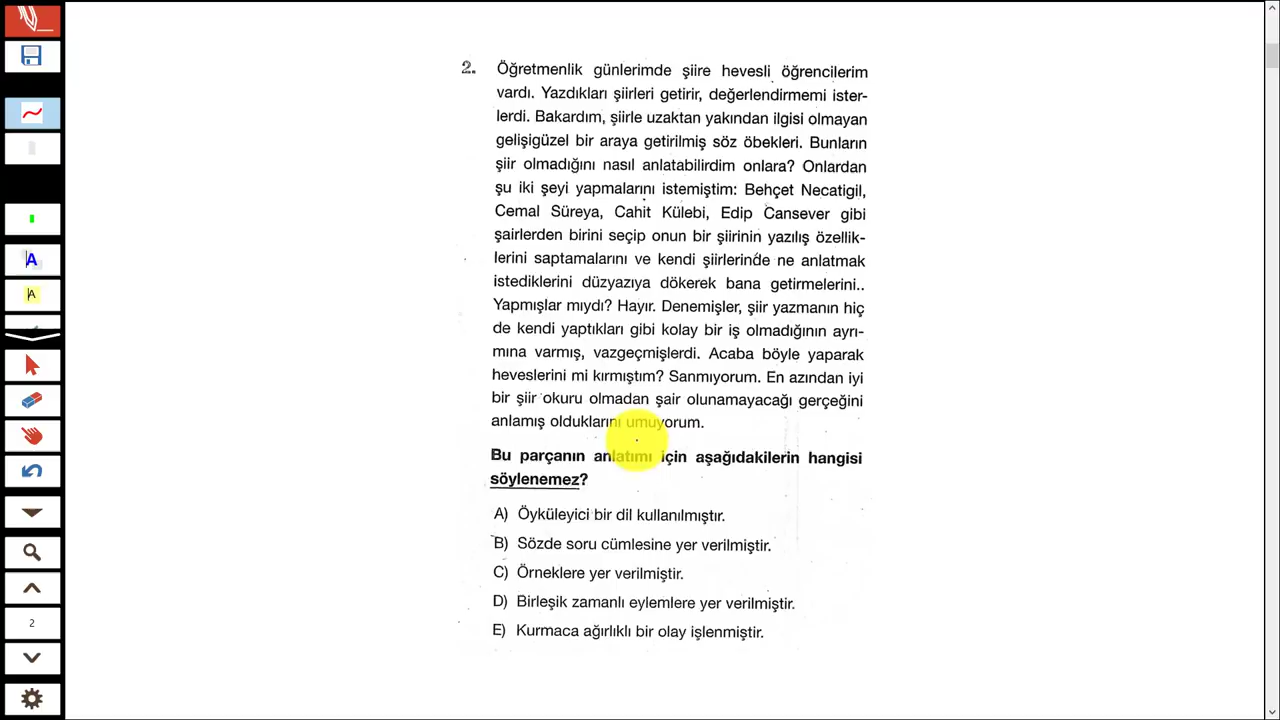 2. Öğretmenlik günlerimde şiire hevesli öğrencilerim
vardı. Yazdıkları şiirleri getirir, değerlendirmemi ister-
lerdi. Bakardım, şiirle uzaktan yakından ilgisi olmayan
gelişigüzel bir araya getirilmiş söz öbekleri. Bunların
şiir olmadığını nasıl anlatabilirdim onlara? Onlardan
şu iki şeyi yapmalarını istemiştim: Behçet Necatigil,
Cemal Süreya, Cahit Külebi, Edip Cansever gibi
şairlerden birini seçip onun bir şiirinin yazılış özellik-
lerini saptamalarını ve kendi şiirlerinde ne anlatmak
istediklerini düzyazıya dökerek bana getirmelerini..
Yapmışlar mıydı? Hayır. Denemişler, şiir yazmanın hiç
de kendi yaptıkları gibi kolay bir iş olmadığının ayrı-
mına varmış, vazgeçmişlerdi. Acaba böyle yaparak
heveslerini mi kırmıştım? Sanmıyorum. En azından iyi
bir şiir okuru olmadan şair olunamayacağı gerçeğini
anlamış olduklarını umuyorum.
Bu parçanın anlatımı için aşağıdakilerin hangisi
söylenemez?
A) Öyküleyici bir dil kullanılmıştır.
B) Sözde soru cümlesine yer verilmiştir.
C) Örneklere yer verilmiştir.
D) Birleşik zamanlı eylemlere yer verilmiştir.
E) Kurmaca ağırlıklı bir olay işlenmiştir.
A
A
2